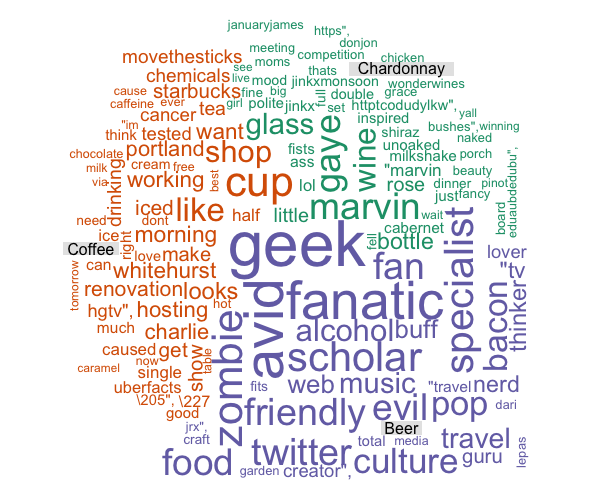 januaryjames https",
donjon
meeting competition chicken
movethesticks see moms thats Chardonnay
chemicals live mood jinkxmonsoon wonderwines
cause starbucks fine big full double grace
caffeine ever girl polite jinkx set httptcodudylkw", yall
cancer tea glass gaye inspired bushes", winning
"im think tested want fists wine shiraz naked
portland shop ass unoaked milkshake porch eduaubdedubu",
chocolate cream free lol "marvin beauty
milk via drinking working best cup rose dinner pinot
iced like half little marvin just fancy board
need dont morning geek fell wait cabernet
Coffee ice right love make bottle
can whitehurst fan specialist lover
tomorrow renovation looks avid fanatic "tv
hgtv", hosting hot zombie bacon thinker
much charlie alcohol buff
caused get show scholar
now table
caramel single web music "travel nerd
uberfacts fits
\205", \227 friendly evil pop dari
good Beer
jrx", twitter total media travel
craft
food garden creator", culture guru lepas